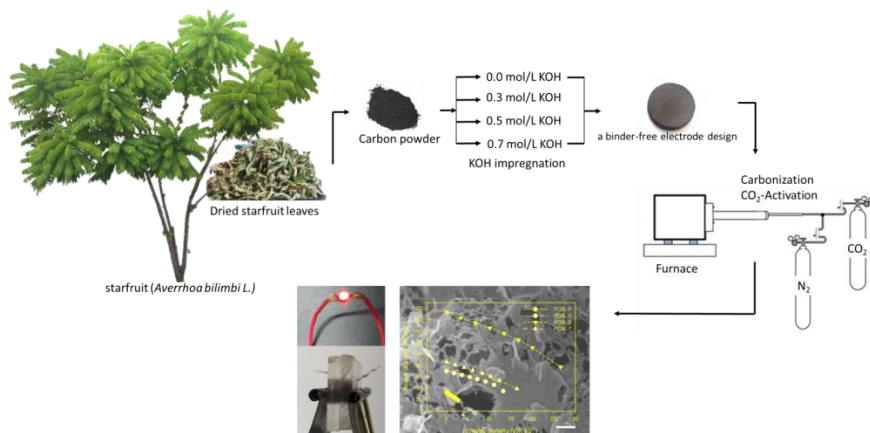 0.0 mol/L KOH
0.3 mol/L KOH
0.5 mol/L KOH
0.7 mol/L KOH
Carbon powder
KOH impregnation
a binder-free electrode design
Dried starfruit leaves
starfruit (Averrhoa bilimbi L.)
Carbonization
CO₂-Activation
Furnace
N₂
CO₂